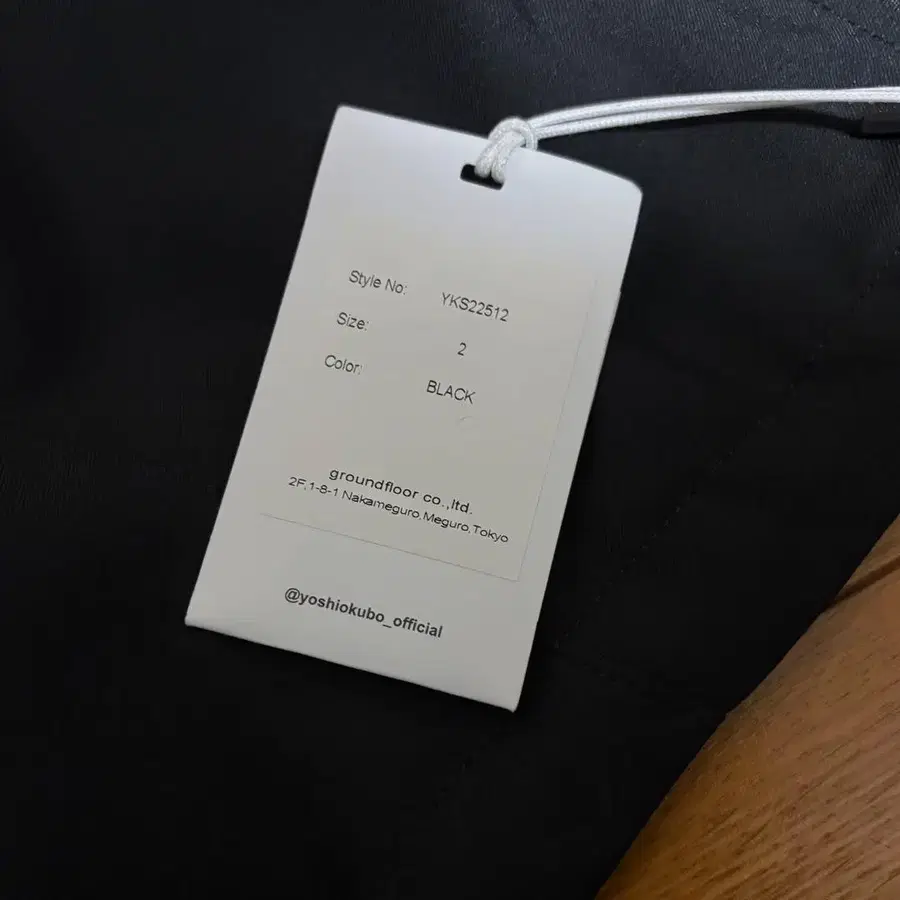 Style No: YKS22512
Size: 2
Color: BLACK
groundfloor co.,ltd.
2F,1-8-1 Nakameguro,Meguro,Tokyo
@yoshiokubo_official